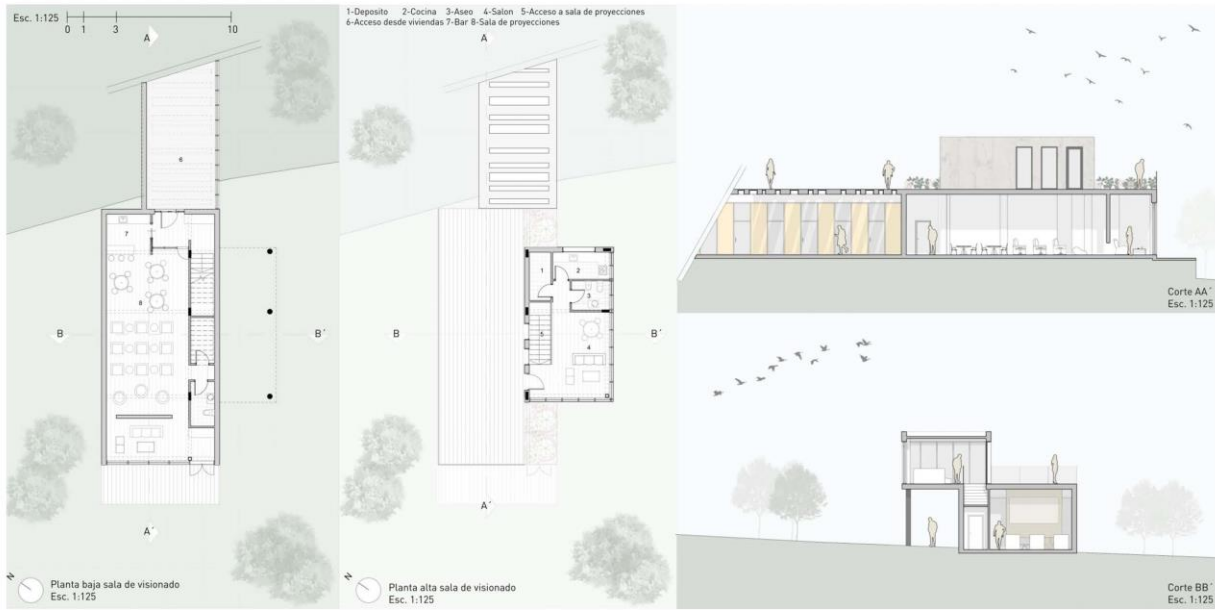 Esc. 1:125
0 1 3 10
A
6
7
8
B
B´
A´
N
Planta baja sala de visionado
Esc. 1:125
1-Deposito 2-Cocina 3-Aseo 4-Salon 5-Acceso a sala de proyecciones
6-Acceso desde viviendas 7-Bar 8-Sala de proyecciones
A
1
2
3
5
4
B
B´
A´
N
Planta alta sala de visionado
Esc. 1:125
Corte AA´
Esc. 1:125
Corte BB´
Esc. 1:125